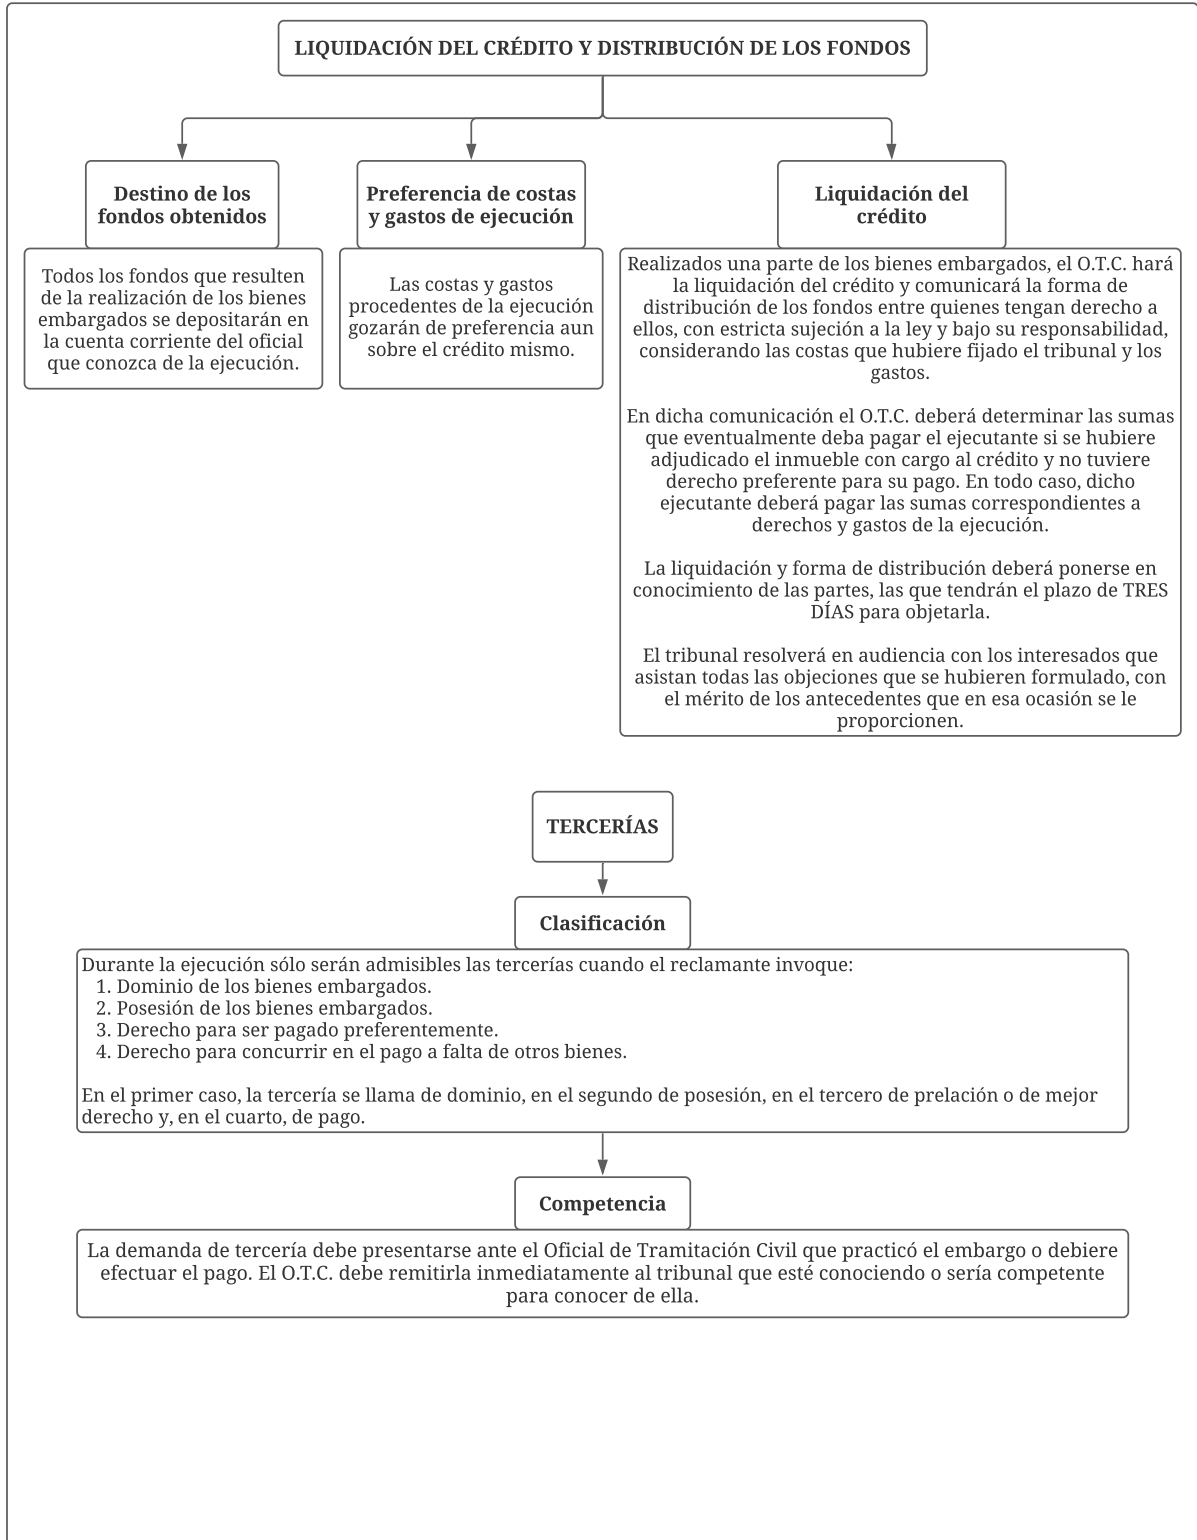 LIQUIDACIÓN DEL CRÉDITO Y DISTRIBUCIÓN DE LOS FONDOS
Destino de los
fondos obtenidos
Todos los fondos que resulten
de la realización de los bienes
embargados se depositarán en
la cuenta corriente del oficial
que conozca de la ejecución.
Preferencia de costas
y gastos de ejecución
Las costas y gastos
procedentes de la ejecución
gozarán de preferencia aun
sobre el crédito mismo.
Liquidación del
crédito
Realizados una parte de los bienes embargados, el O.T.C. hará
la liquidación del crédito y comunicará la forma de
distribución de los fondos entre quienes tengan derecho a
ellos, con estricta sujeción a la ley y bajo su responsabilidad,
considerando las costas que hubiere fijado el tribunal y los
gastos.
En dicha comunicación el O.T.C. deberá determinar las sumas
que eventualmente deba pagar el ejecutante si se hubiere
adjudicado el inmueble con cargo al crédito y no tuviere
derecho preferente para su pago. En todo caso, dicho
ejecutante deberá pagar las sumas correspondientes a
derechos y gastos de la ejecución.
La liquidación y forma de distribución deberá ponerse en
conocimiento de las partes, las que tendrán el plazo de TRES
DÍAS para objetarla.
El tribunal resolverá en audiencia con los interesados que
asistan todas las objeciones que se hubieren formulado, con
el mérito de los antecedentes que en esa ocasión se le
proporcionen.
TERCERÍAS
Clasificación
Durante la ejecución sólo serán admisibles las tercerías cuando el reclamante invoque:
1. Dominio de los bienes embargados.
2. Posesión de los bienes embargados.
3. Derecho para ser pagado preferentemente.
4. Derecho para concurrir en el pago a falta de otros bienes.
En el primer caso, la tercería se llama de dominio, en el segundo de posesión, en el tercero de prelación o de mejor
derecho y, en el cuarto, de pago.
Competencia
La demanda de tercería debe presentarse ante el Oficial de Tramitación Civil que practicó el embargo o debiere
efectuar el pago. El O.T.C. debe remitirla inmediatamente al tribunal que esté conociendo o sería competente
para conocer de ella.